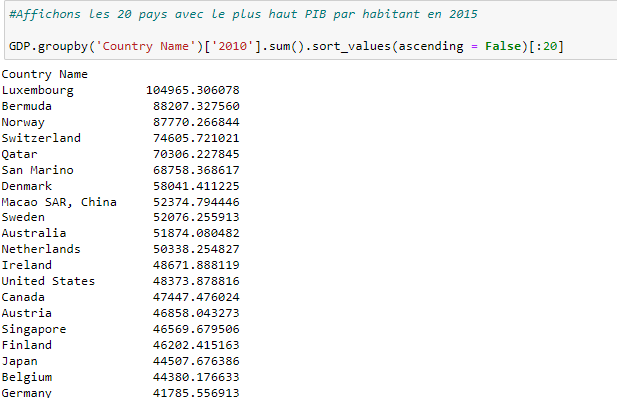 #Affichons les 20 pays avec le plus haut PIB par habitant en 2015
GDP.groupby('Country Name')['2010'].sum().sort_values(ascending = False)[:20]
Country Name
Luxembourg 104965.306078
Bermuda 88207.327560
Norway 87770.266844
Switzerland 74605.721021
Qatar 70306.227845
San Marino 68758.368617
Denmark 58041.411225
Macao SAR, China 52374.794446
Sweden 52076.255913
Australia 51874.080482
Netherlands 50338.254827
Ireland 48671.888119
United States 48373.878816
Canada 47447.476024
Austria 46858.043273
Singapore 46569.679506
Finland 46202.415163
Japan 44507.676386
Belgium 44380.176633
Germany 41785.556913